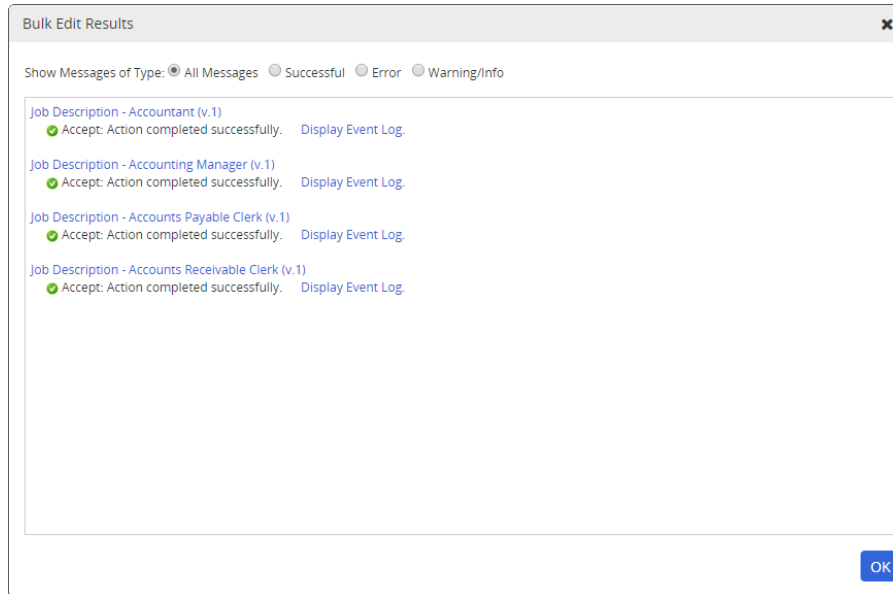 Bulk Edit Results
Show Messages of Type: All Messages Successful Error Warning/Info
Job Description - Accountant (v.1)
Accept: Action completed successfully. Display Event Log.
Job Description - Accounting Manager (v.1)
Accept: Action completed successfully. Display Event Log.
Job Description - Accounts Payable Clerk (v.1)
Accept: Action completed successfully. Display Event Log.
Job Description - Accounts Receivable Clerk (v.1)
Accept: Action completed successfully. Display Event Log.
OK